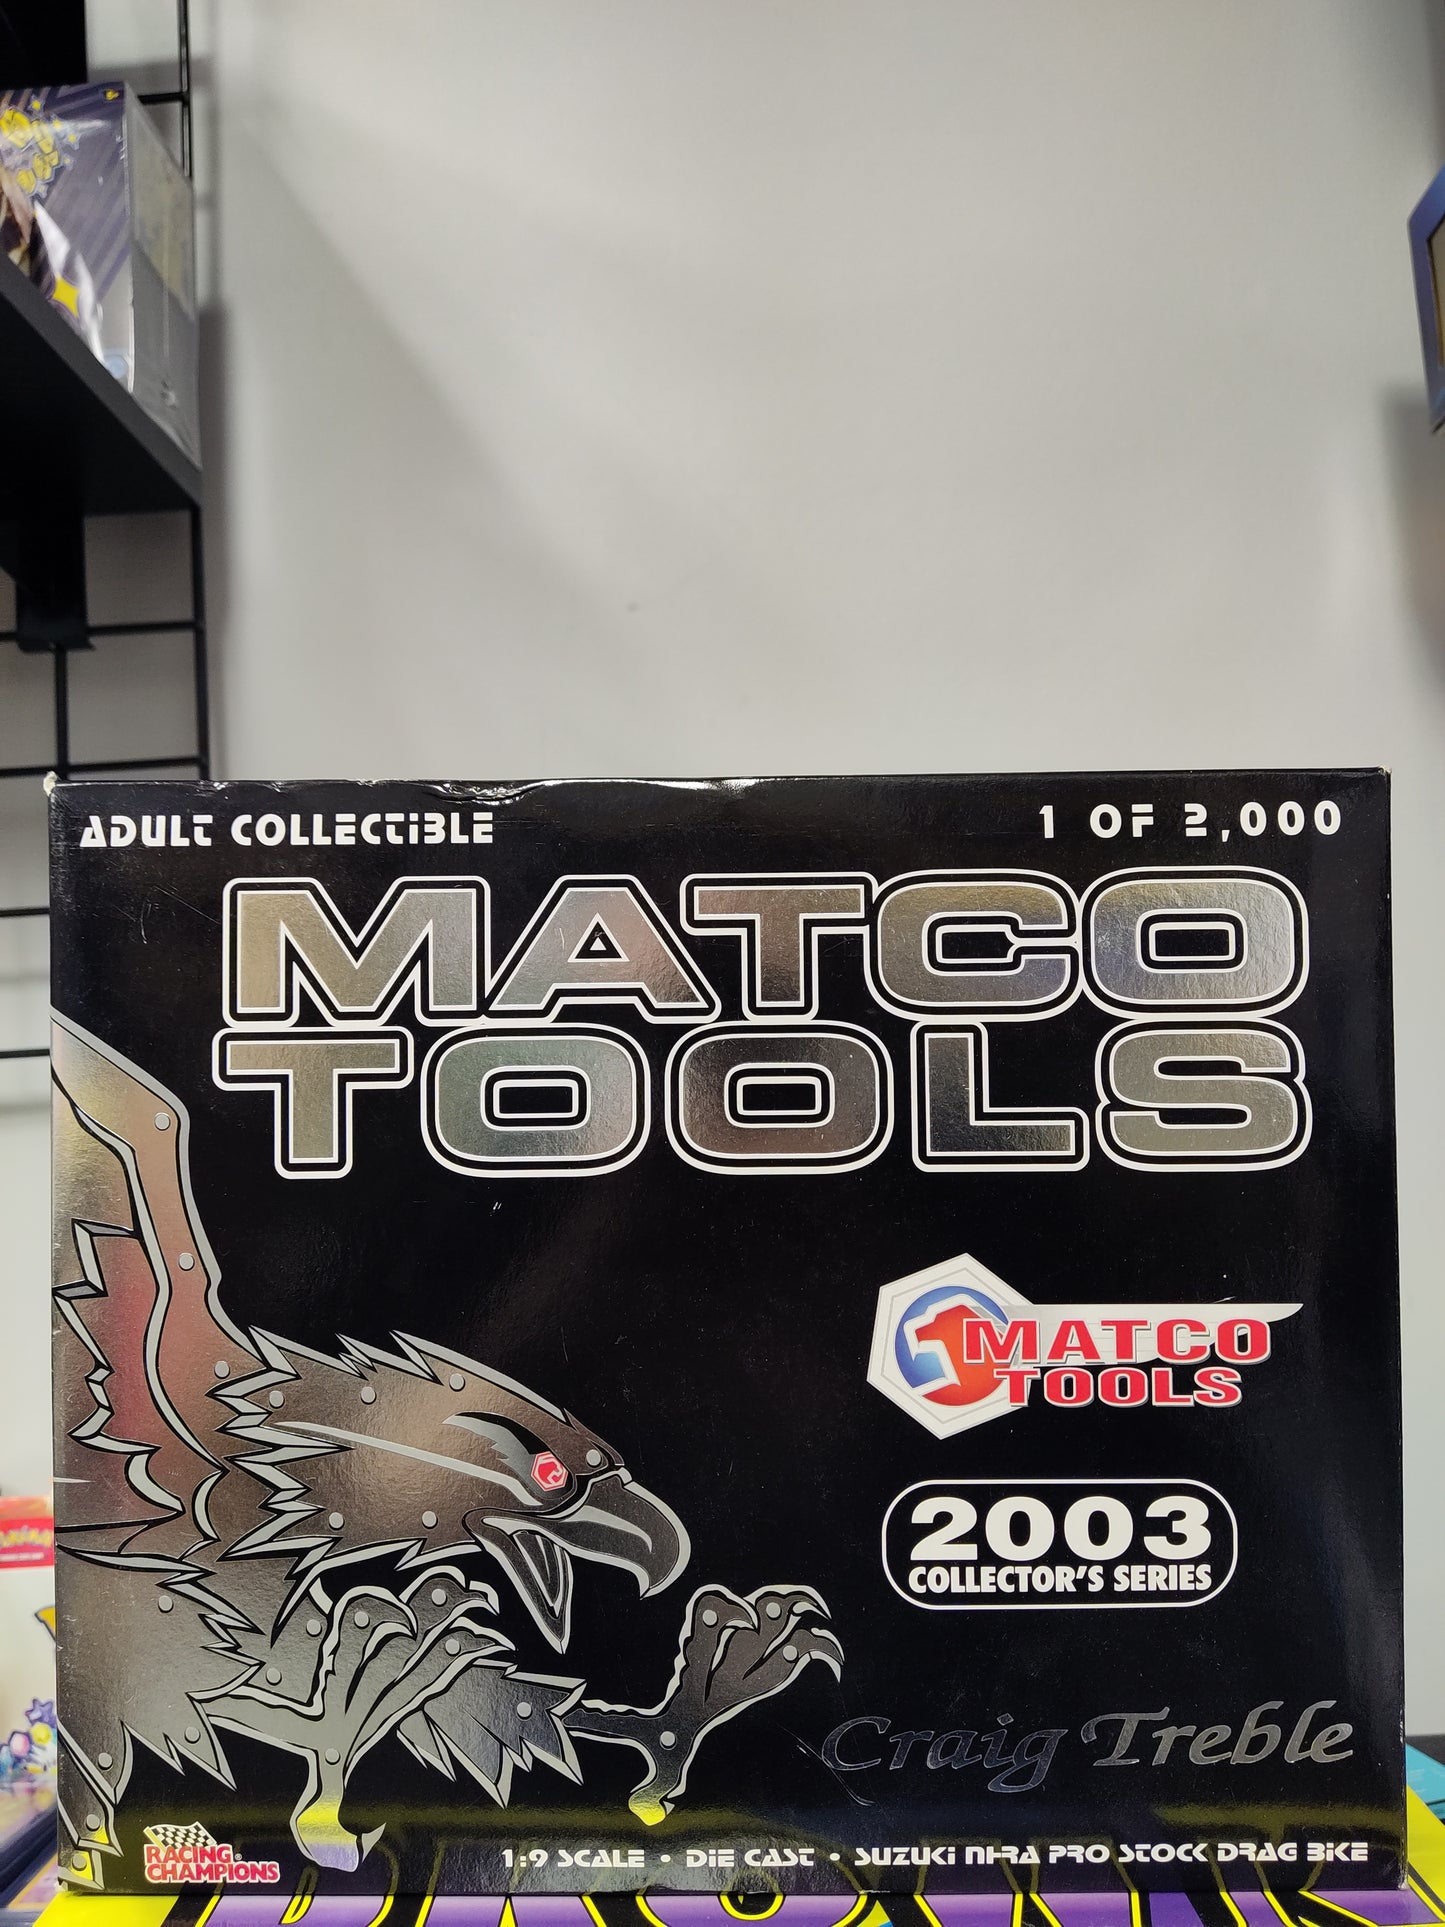 ADULT COLLECTIBLE
1 OF 2,000
MATCO
TOOLS
MATCO
TOOLS
2003
COLLECTOR'S SERIES
Craig Treble
RACING
CHAMPIONS
1:9 SCALE • DIE CAST • SUZUKI NHRA PRO STOCK DRAG BIKE